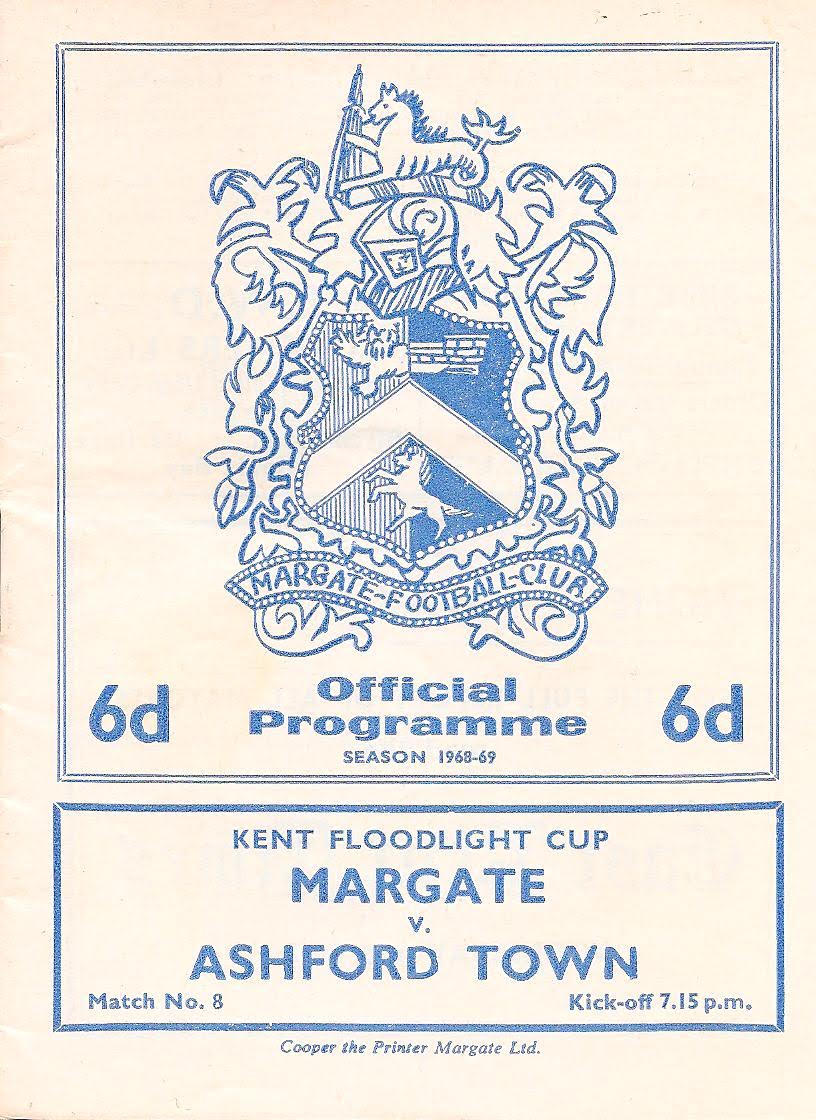 MARGATE-FOOTBALL-CLUB
Official
6d Programme 6d
SEASON 1968-69
KENT FLOODLIGHT CUP
MARGATE
v.
ASHFORD TOWN
Match No. 8 Kick-off 7.15 p.m.
Cooper the Printer Margate Ltd.